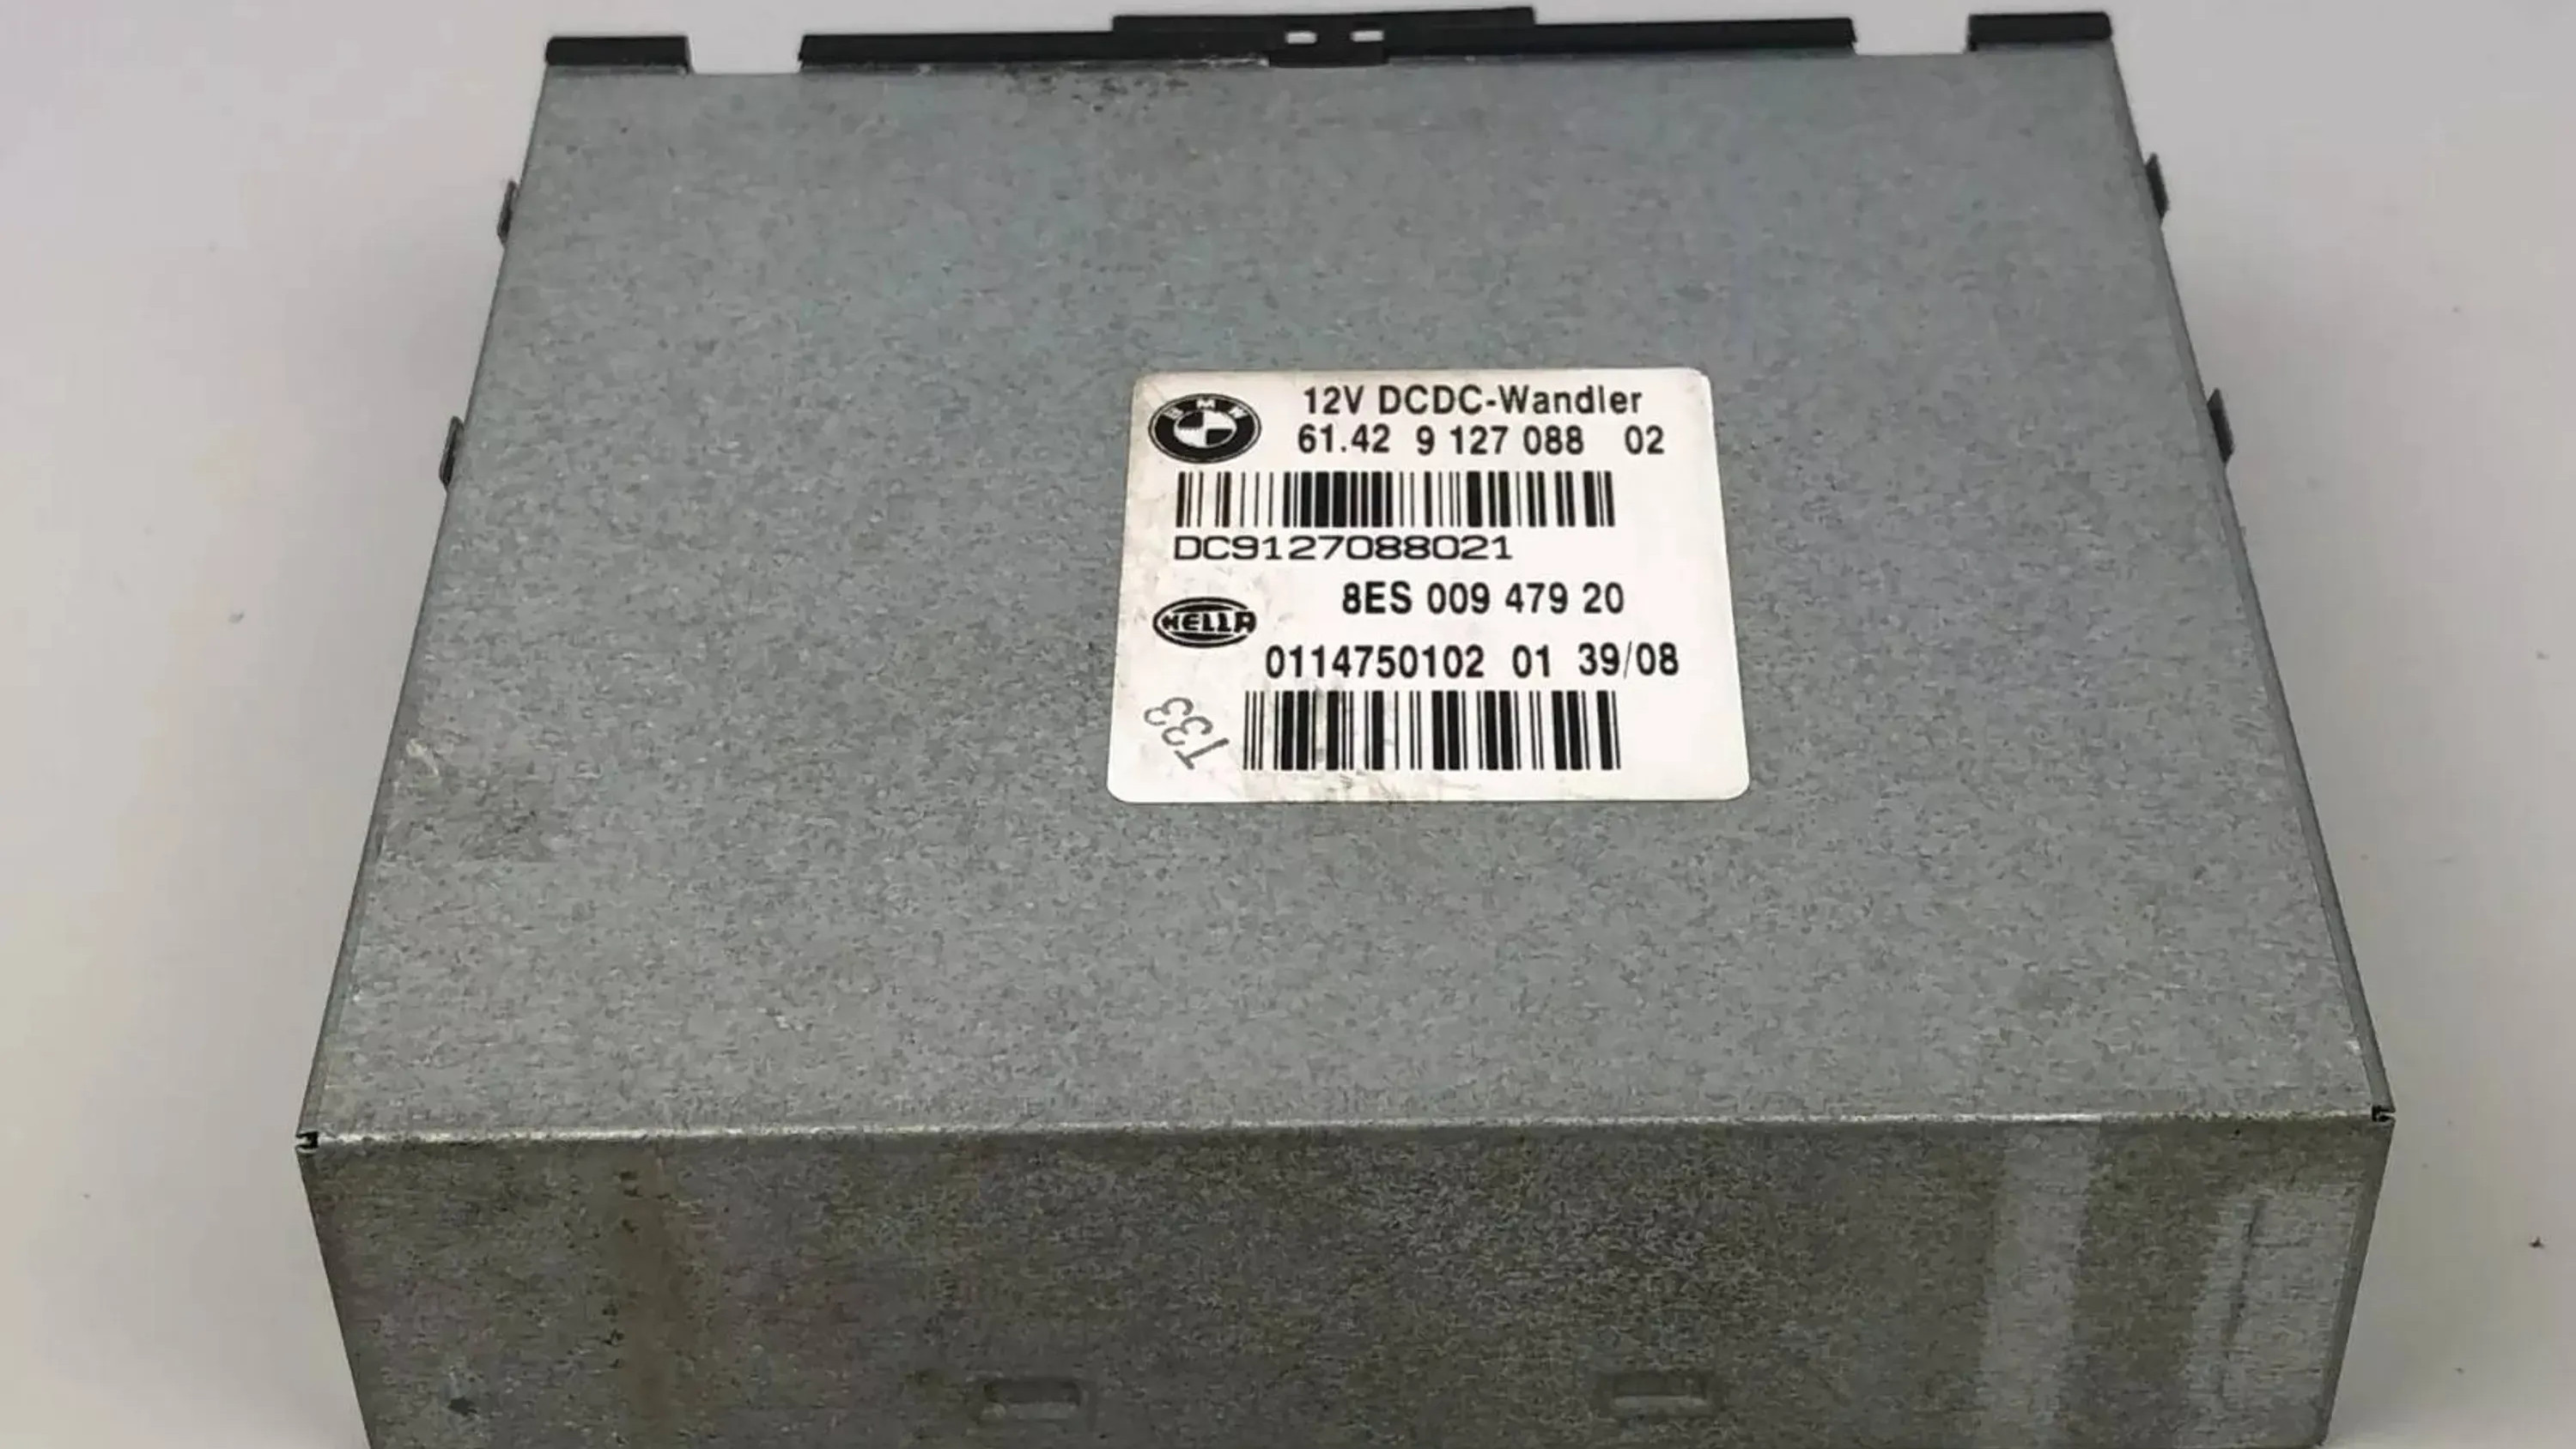 BMW
12V DCDC-Wandler
61.42 9 127 088 02
DC9127088021
8ES 009 479 20
HELLA
0114750102 01 39/08
T33